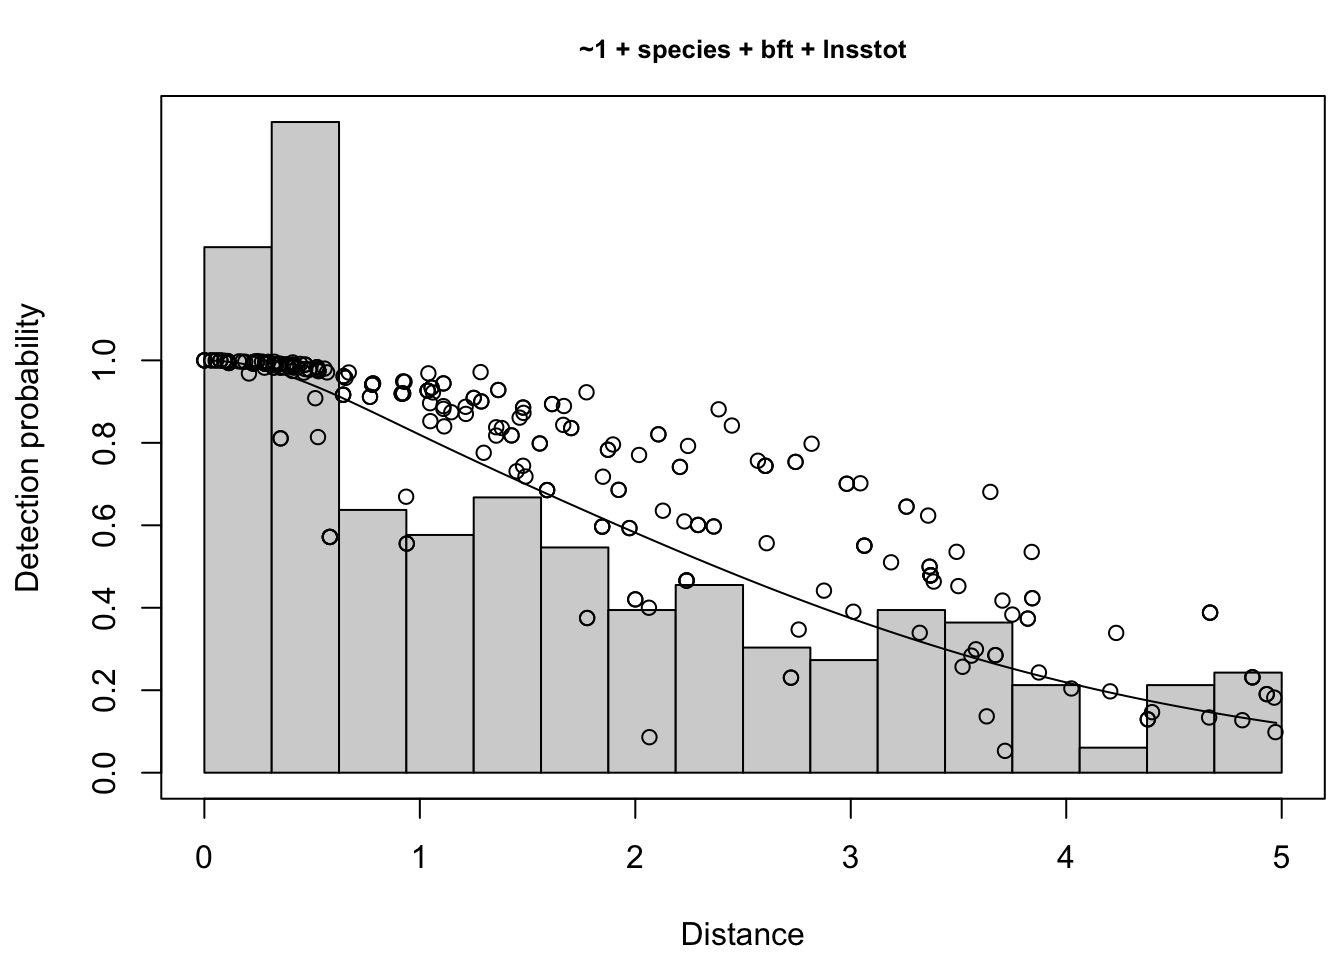 ~1 + species + bft + lnsstot
Detection probability
1.0
0.8
0.6
0.4
0.2
0.0
0 1 2 3 4 5
Distance